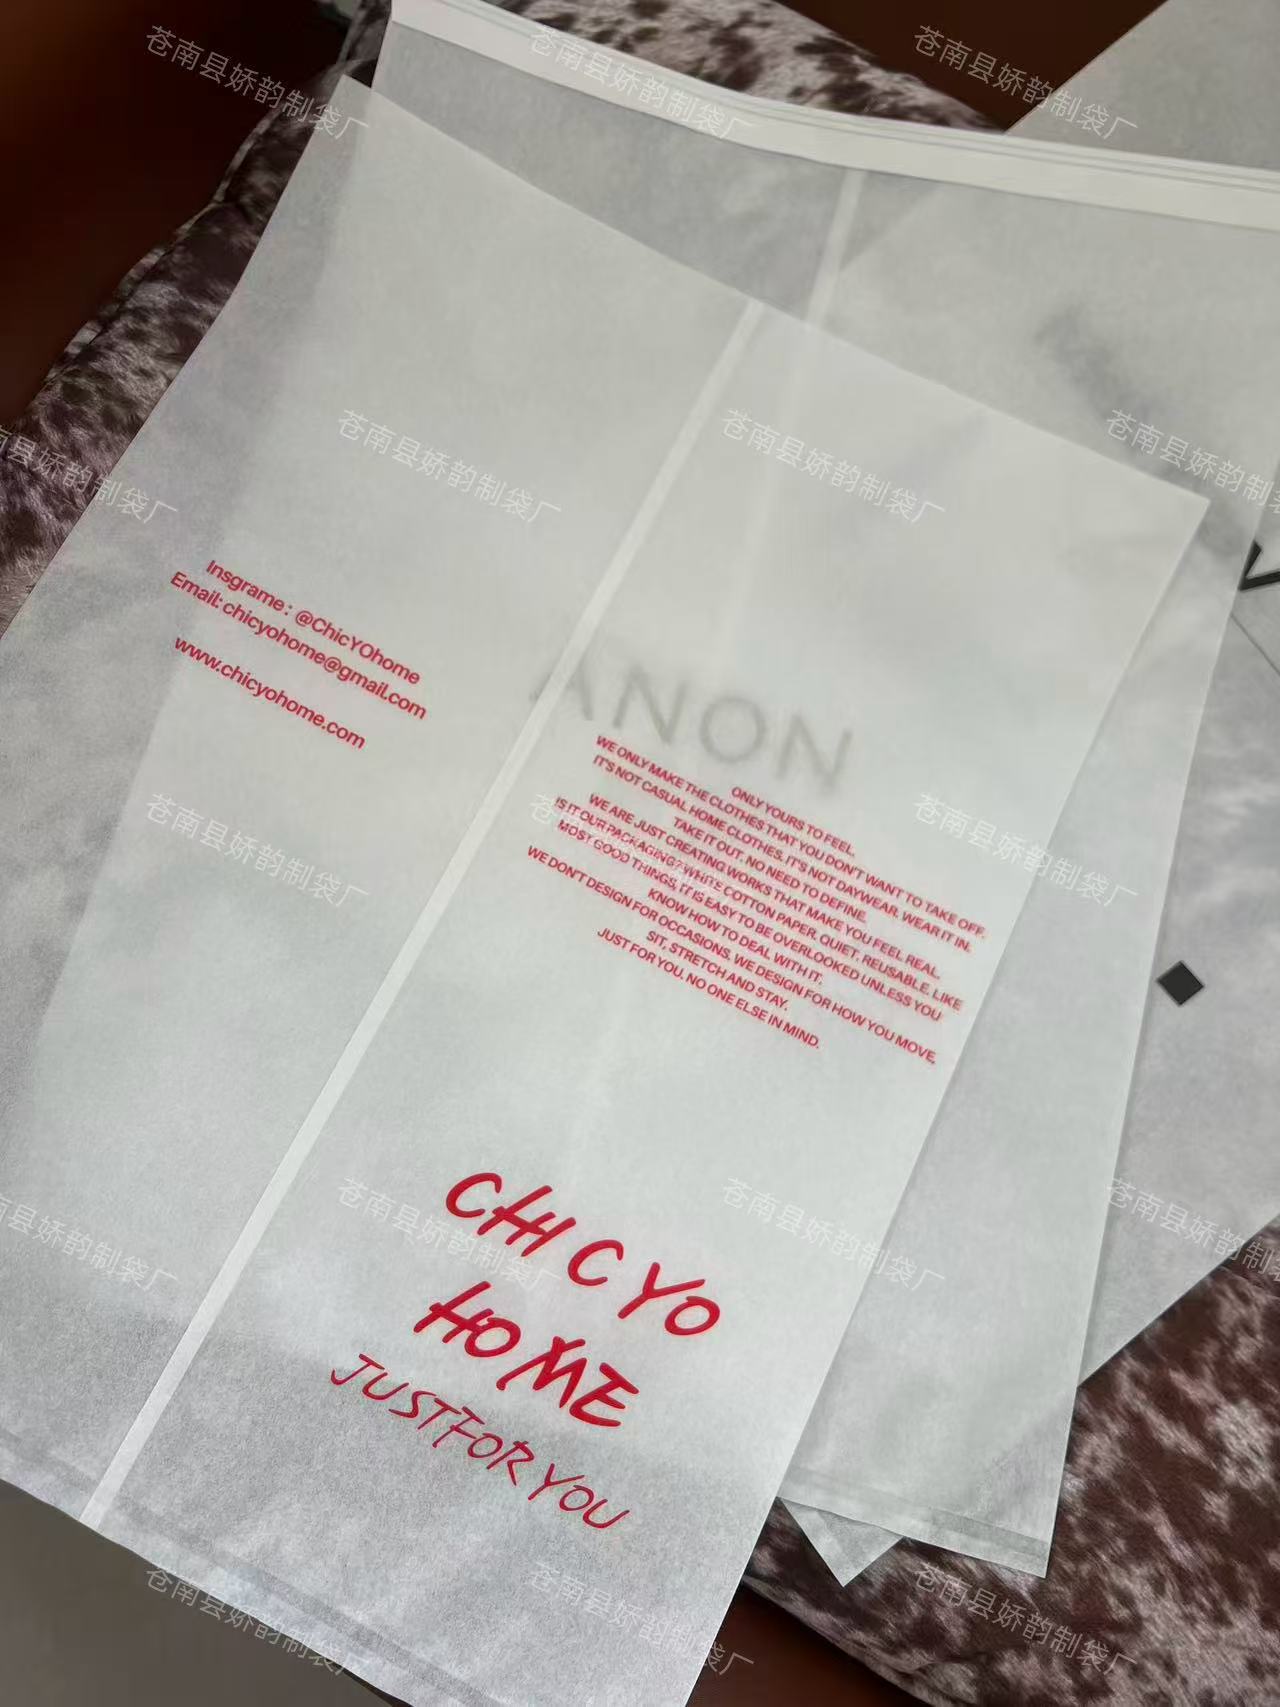 Insgrame : @ChicYOhome
Email: chicyohome@gmail.com
www.chicyohome.com
ANON
WE ONLY MAKE THE CLOTHES THAT YOU DON'T WANT TO TAKE OFF.
ONLY YOURS TO FEEL.
IT'S NOT CASUAL HOME CLOTHES. IT'S NOT DAYWEAR. WEAR IT IN.
TAKE IT OUT. NO NEED TO DEFINE.
WE ARE JUST CREATING WORKS THAT MAKE YOU FEEL REAL.
IS IT OUR PACKAGING? WHITE COTTON PAPER. QUIET. REUSABLE. LIKE
MOST GOOD THINGS, IT IS EASY TO BE OVERLOOKED UNLESS YOU
KNOW HOW TO DEAL WITH IT.
WE DON'T DESIGN FOR OCCASIONS. WE DESIGN FOR HOW YOU MOVE,
SIT, STRETCH AND STAY.
JUST FOR YOU. NO ONE ELSE IN MIND.
CHIC YO
HOME
JUST FOR YOU
苍南县娇韵制袋厂